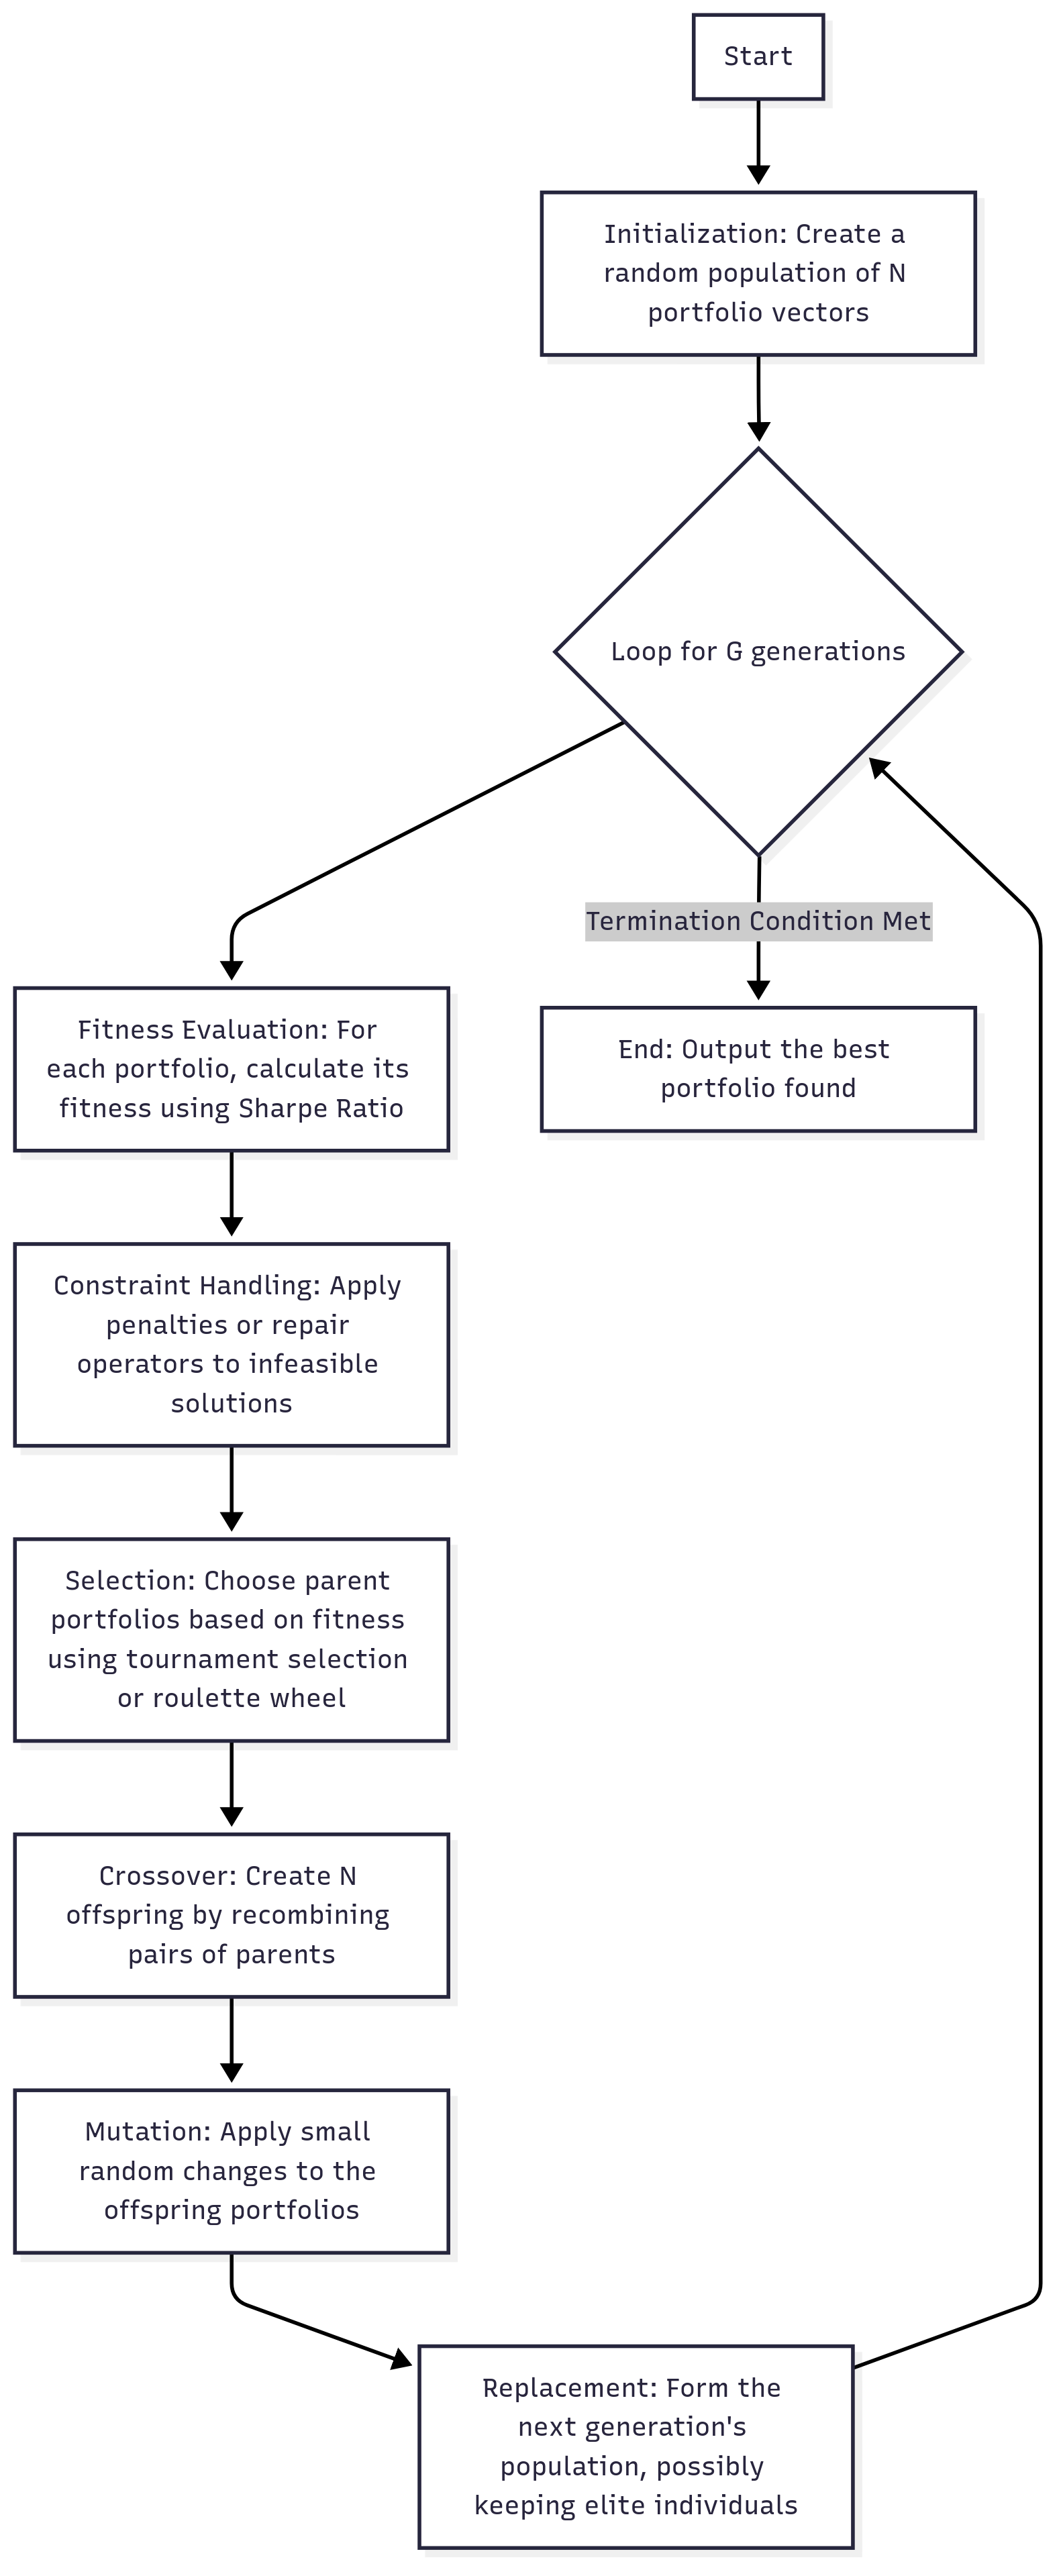 Start
Initialization: Create a
random population of N
portfolio vectors
Loop for G generations
Termination Condition Met
Fitness Evaluation: For
each portfolio, calculate its
fitness using Sharpe Ratio
End: Output the best
portfolio found
Constraint Handling: Apply
penalties or repair
operators to infeasible
solutions
Selection: Choose parent
portfolios based on fitness
using tournament selection
or roulette wheel
Crossover: Create N
offspring by recombining
pairs of parents
Mutation: Apply small
random changes to the
offspring portfolios
Replacement: Form the
next generation's
population, possibly
keeping elite individuals